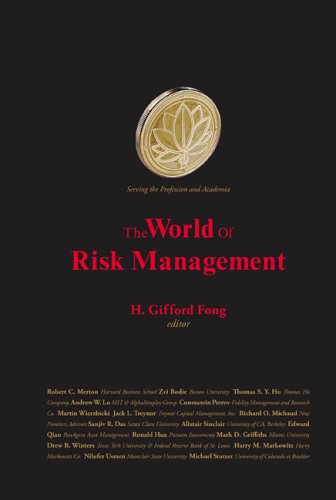 Serving the Profession and Academia
The World Of
Risk Management
H. Gifford Fong
editor
Robert C. Merton Harvard Business School Zvi Bodie Boston University Thomas S. Y. Ho Thomas Ho
Company Andrew W. Lo MIT & AlphaSimplex Group Constantin Petrov Fidelity Management and Research
Co. Martin Wierzbicki Jack L. Treynor Treynor Capital Management, Inc. Richard O. Michaud New
Frontiers Advisors Sanjiv R. Das Santa Clara University Alistair Sinclair University of CA, Berkeley Edward
Qian PanAgora Asset Management Ronald Hua Putnam Investments Mark D. Griffiths Miami University
Drew B. Winters Texas Tech University & Federal Reserve Bank of St. Louis Harry M. Markowitz Harry
Markowitz Co. Nilufer Usmen Montclair State University Michael Stutzer University of Colorado at Boulder